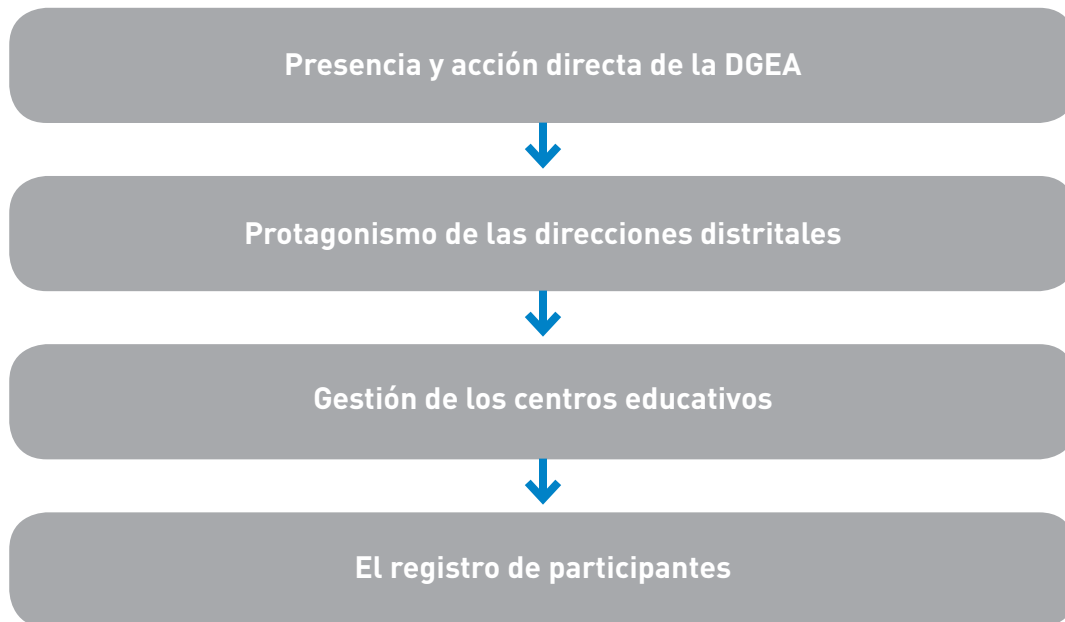 Presencia y acción directa de la DGEA
Protagonismo de las direcciones distritales
Gestión de los centros educativos
El registro de participantes